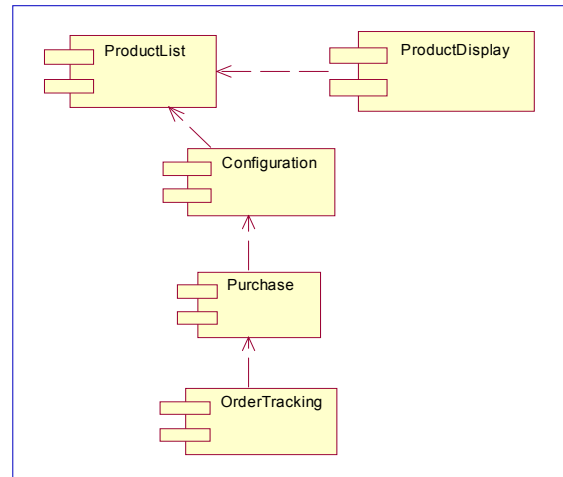 ProductList
ProductDisplay
Configuration
Purchase
OrderTracking